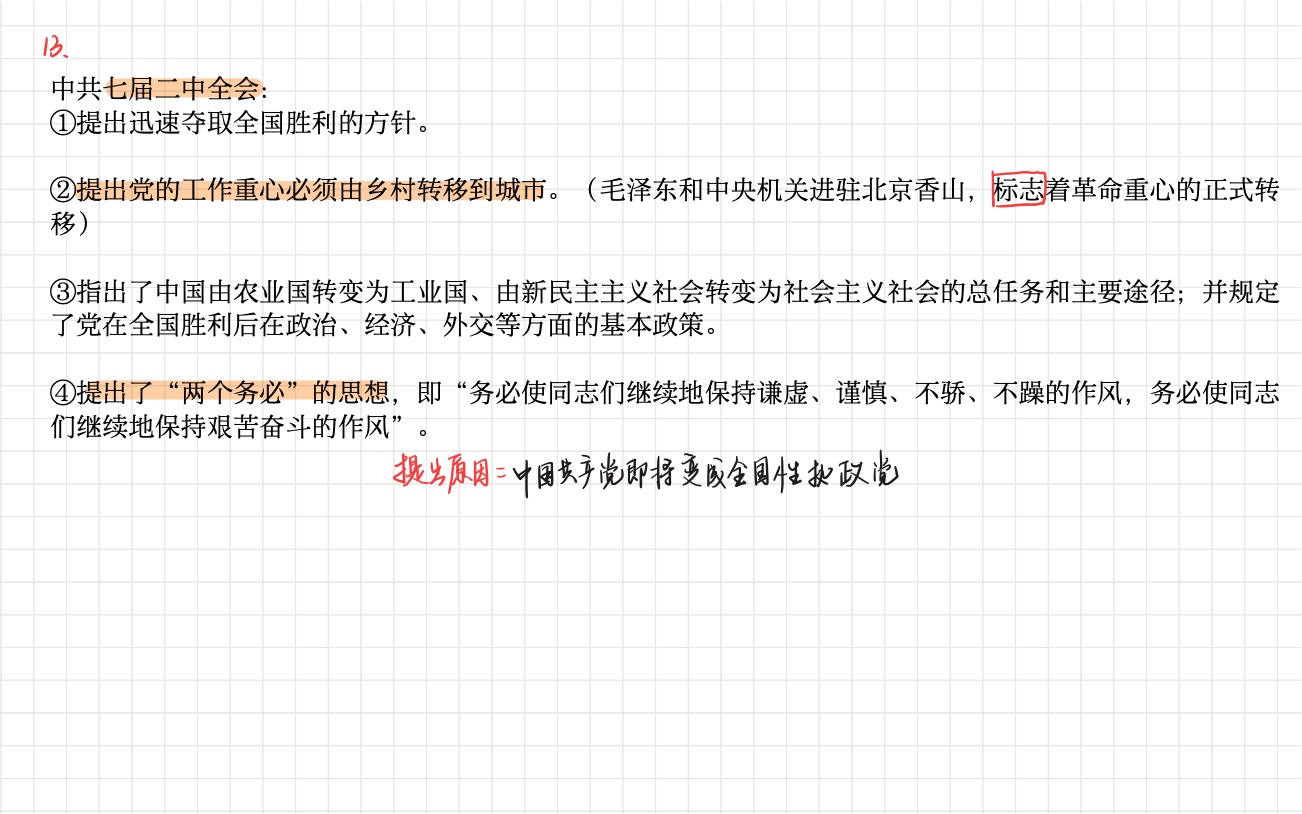 13、
中共七届二中全会：
①提出迅速夺取全国胜利的方针。
②提出党的工作重心必须由乡村转移到城市。（毛泽东和中央机关进驻北京香山，标志着革命重心的正式转
移）
③指出了中国由农业国转变为工业国、由新民主主义社会转变为社会主义社会的总任务和主要途径；并规定
了党在全国胜利后在政治、经济、外交等方面的基本政策。
④提出了“两个务必”的思想，即“务必使同志们继续地保持谦虚、谨慎、不骄、不躁的作风，务必使同志
们继续地保持艰苦奋斗的作风”。
提出原因：中国共产党即将变成全国性执政党